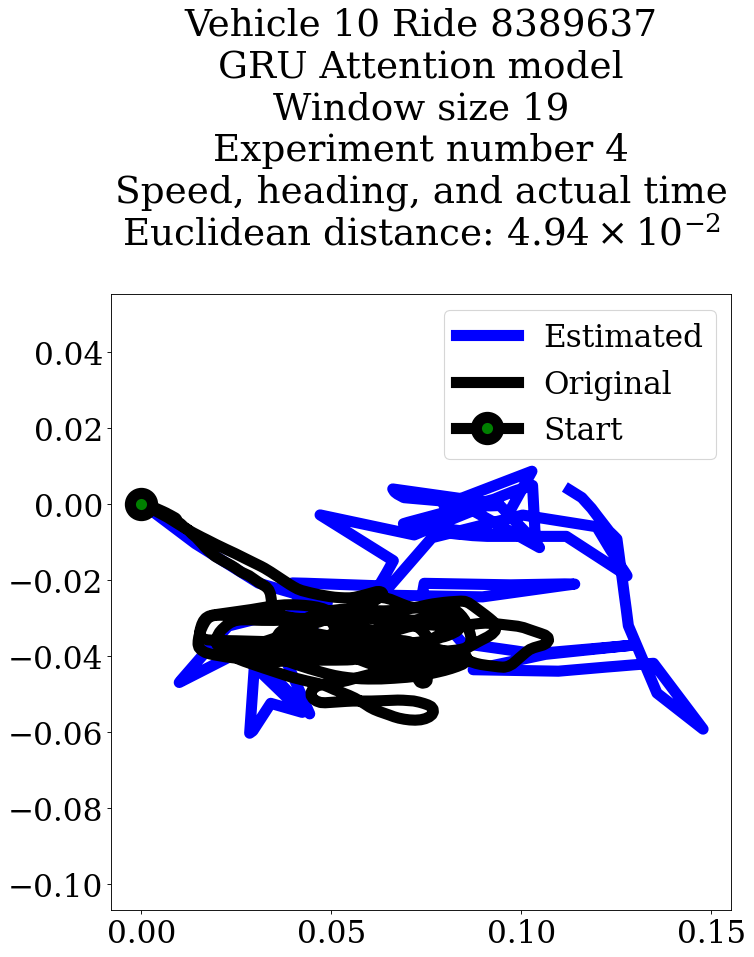 Vehicle 10 Ride 8389637
GRU Attention model
Window size 19
Experiment number 4
Speed, heading, and actual time
Euclidean distance: 4.94 × 10⁻²
Estimated
Original
Start
0.04
0.02
0.00
−0.02
−0.04
−0.06
−0.08
−0.10
0.00 0.05 0.10 0.15